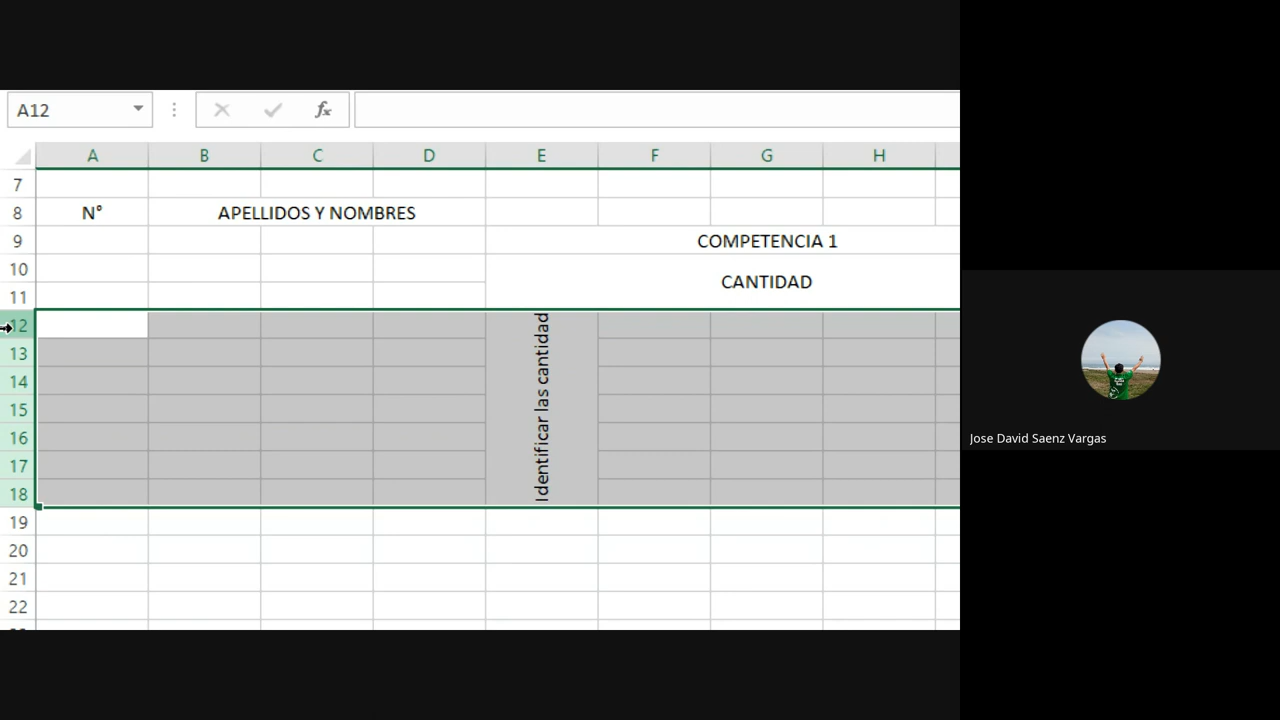 A12
fx
A B C D E F G H
7
8 N° APELLIDOS Y NOMBRES
9 COMPETENCIA 1
10
CANTIDAD
11
12
Identificar las cantidad
13
14
15
16
17
18
19
20
21
22
Jose David Saenz Vargas